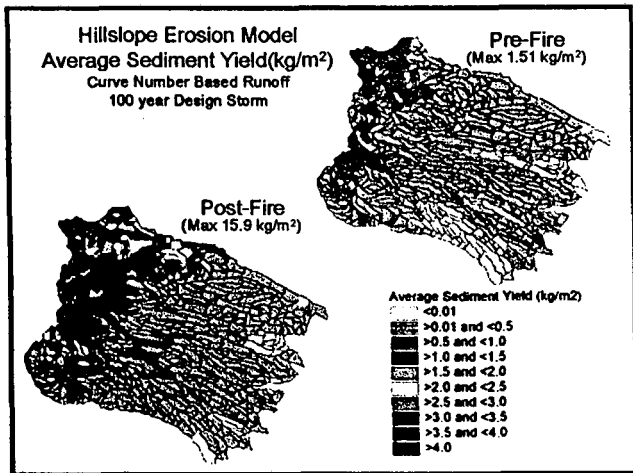 Hillslope Erosion Model
Average Sediment Yield(kg/m²)
Curve Number Based Runoff
100 year Design Storm
Pre-Fire
(Max 1.51 kg/m²)
Post-Fire
(Max 15.9 kg/m²)
Average Sediment Yield (kg/m2)
<0.01
>0.01 and <0.5
>0.5 and <1.0
>1.0 and <1.5
>1.5 and <2.0
>2.0 and <2.5
>2.5 and <3.0
>3.0 and <3.5
>3.5 and <4.0
>4.0